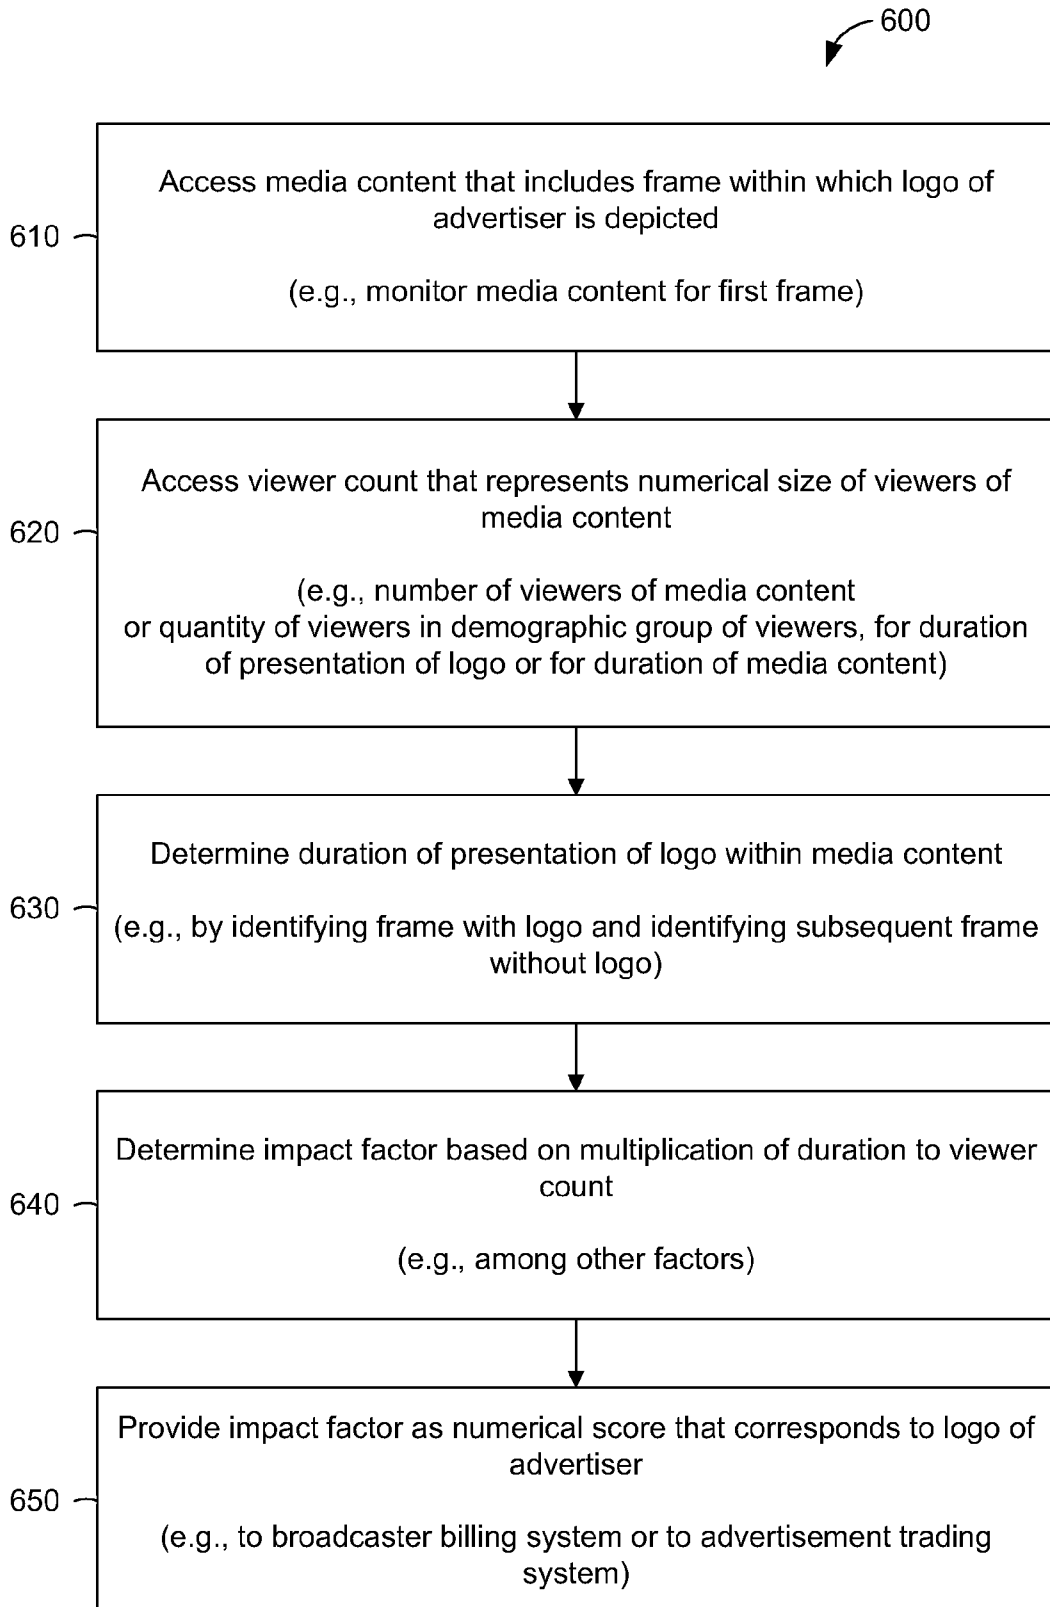 600
Access media content that includes frame within which logo of
advertiser is depicted
610
(e.g., monitor media content for first frame)
Access viewer count that represents numerical size of viewers of
media content
620
(e.g., number of viewers of media content
or quantity of viewers in demographic group of viewers, for duration
of presentation of logo or for duration of media content)
Determine duration of presentation of logo within media content
630
(e.g., by identifying frame with logo and identifying subsequent frame
without logo)
Determine impact factor based on multiplication of duration to viewer
count
640
(e.g., among other factors)
Provide impact factor as numerical score that corresponds to logo of
advertiser
650
(e.g., to broadcaster billing system or to advertisement trading
system)